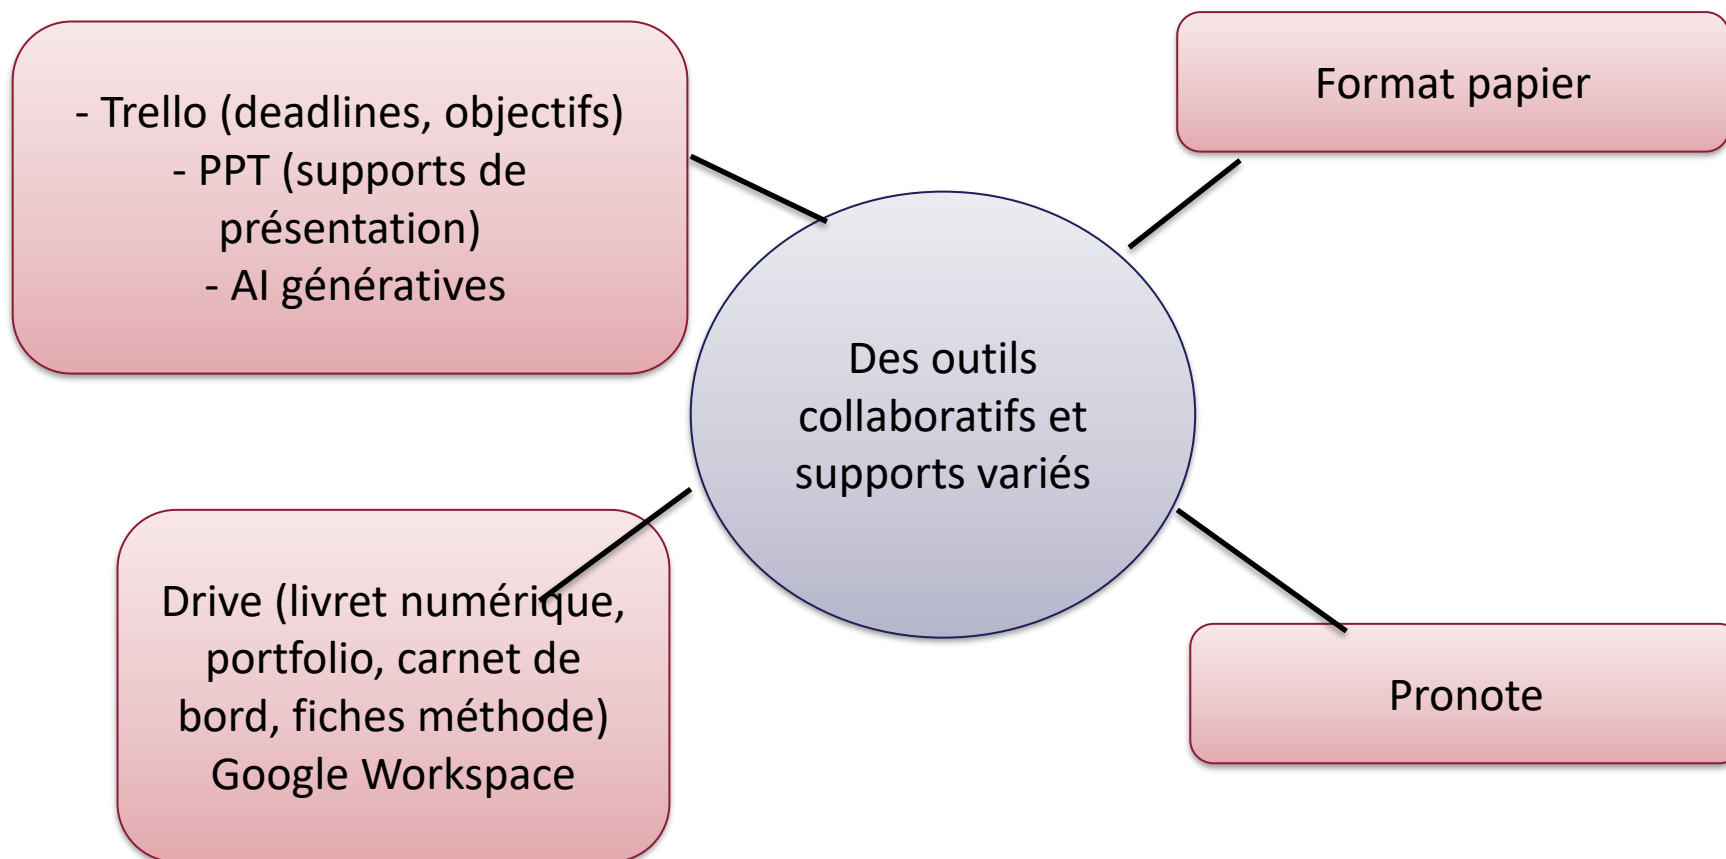 - Trello (deadlines, objectifs)
- PPT (supports de
présentation)
- AI génératives
Format papier
Des outils
collaboratifs et
supports variés
Drive (livret numérique,
portfolio, carnet de
bord, fiches méthode)
Google Workspace
Pronote